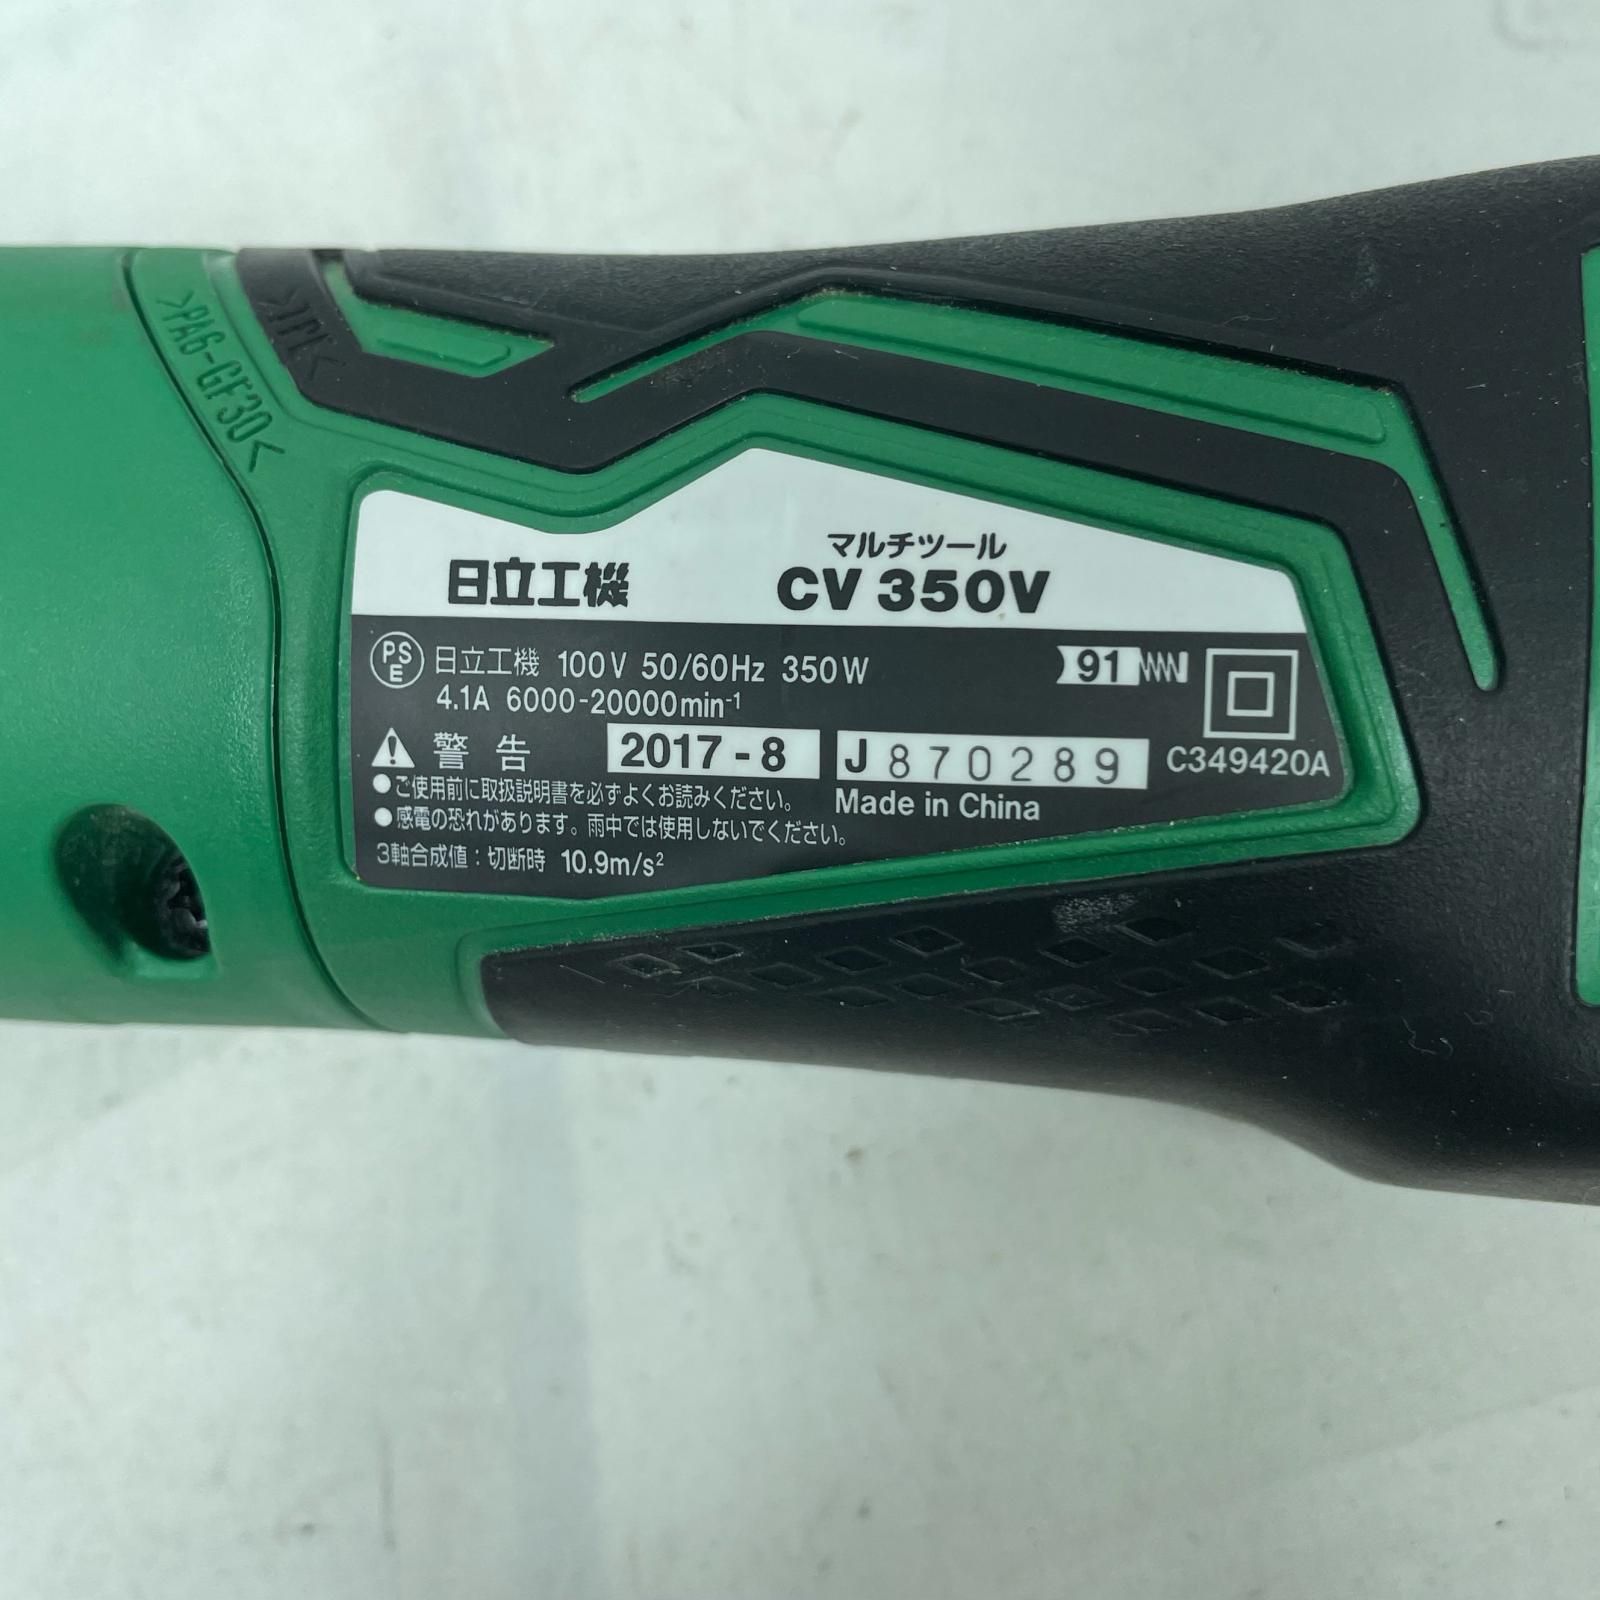 >PA6-GF30<
マルチツール
日立工機 CV 350V
PS
E
日立工機 100V 50/60Hz 350W
91
4.1A 6000-20000min⁻¹
警告 2017-8 J870289 C349420A
●ご使用前に取扱説明書を必ずよくお読みください。
Made in China
●感電の恐れがあります。雨中では使用しないでください。
3軸合成値：切断時 10.9m/s²